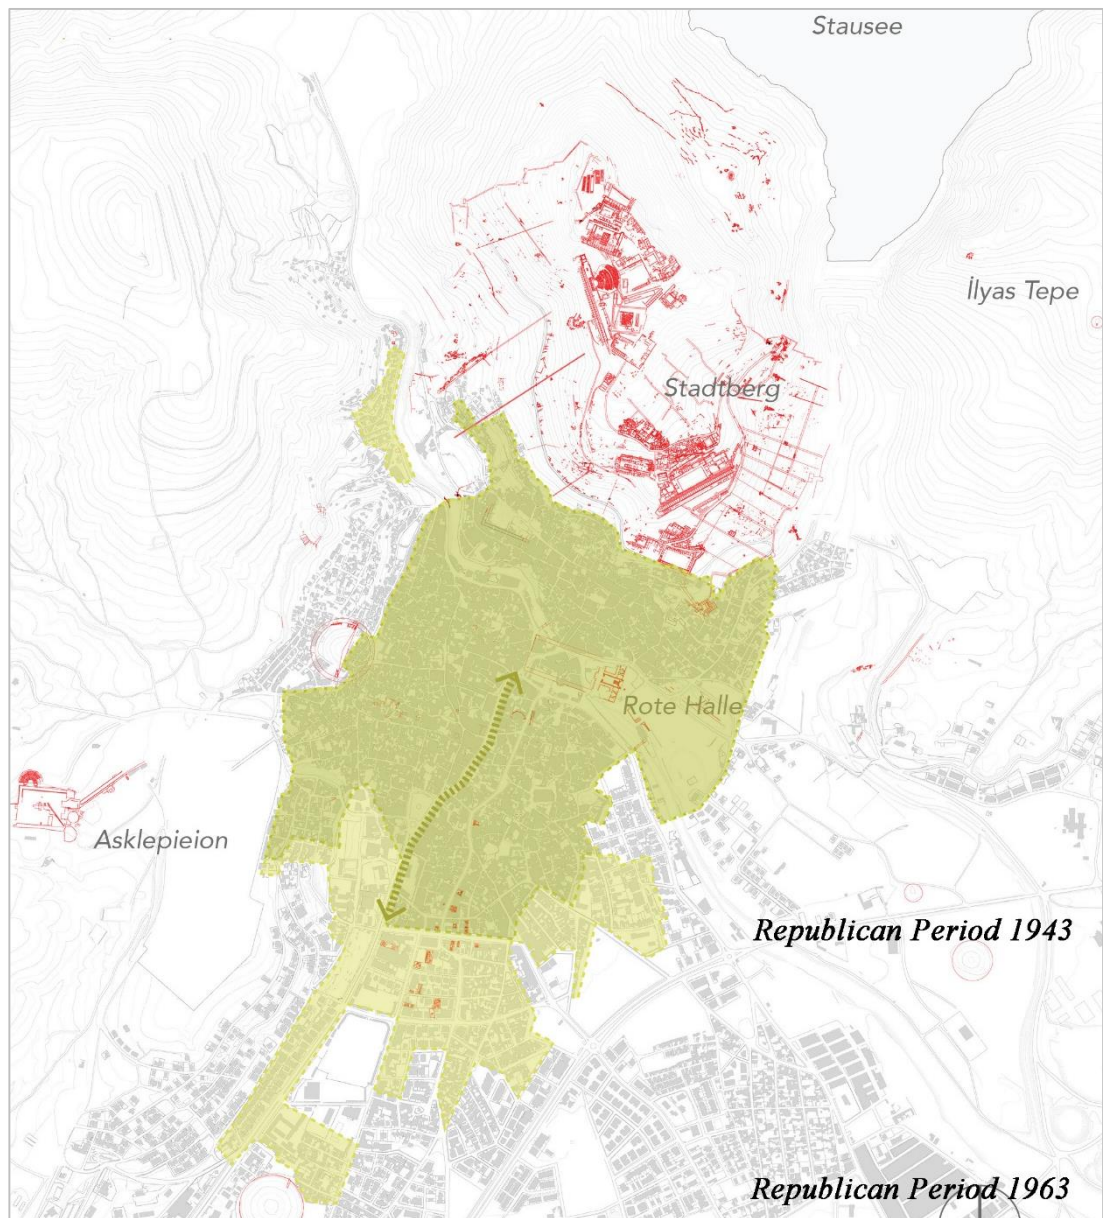 Stausee
İlyas Tepe
Stadtberg
Rote Halle
Asklepieion
Republican Period 1943
Republican Period 1963